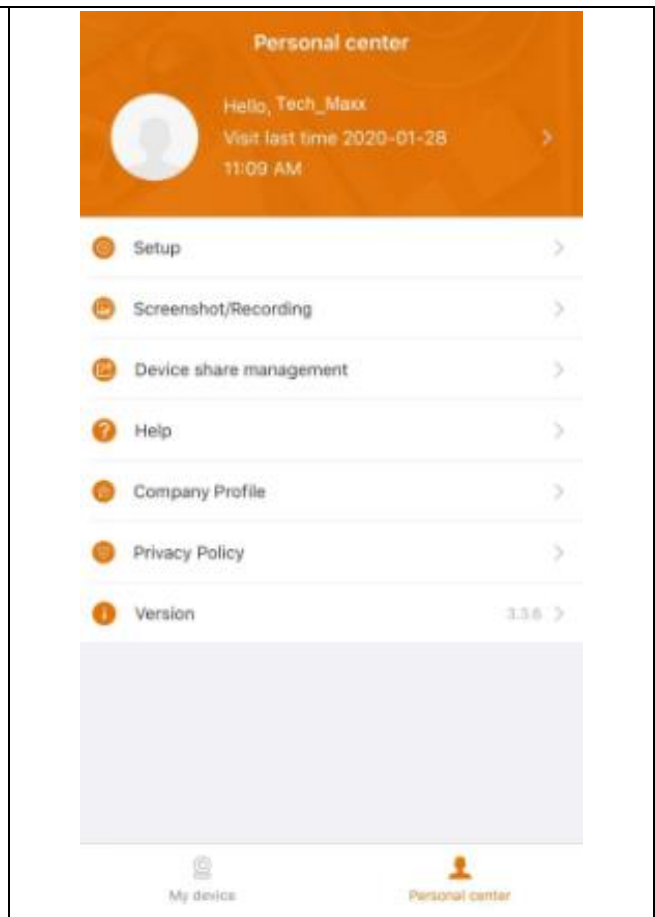 Personal center
Hello, Tech_Maxx
Visit last time 2020-01-28
11:09 AM
Setup
Screenshot/Recording
Device share management
Help
Company Profile
Privacy Policy
Version 3.3.6
My device
Personal center